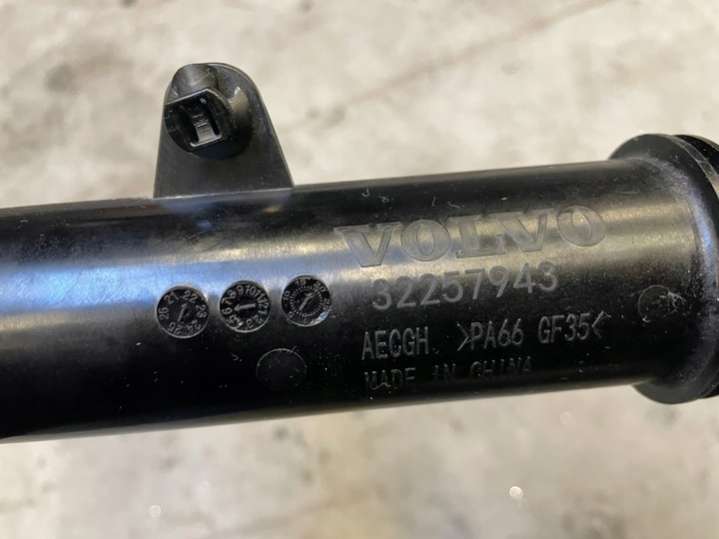 VOLVO
32257943
AECGH >PA66 GF35<
MADE IN CHINA